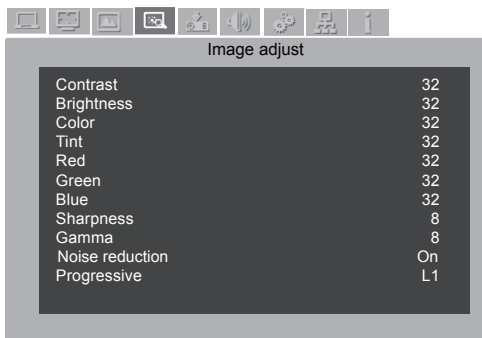 Image adjust
Contrast 32
Brightness 32
Color 32
Tint 32
Red 32
Green 32
Blue 32
Sharpness 8
Gamma 8
Noise reduction On
Progressive L1